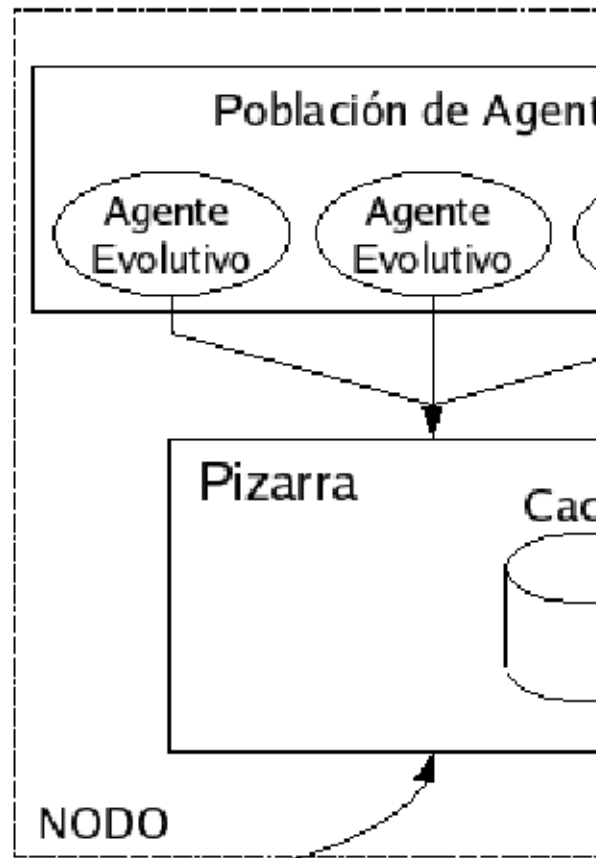 Población de Agent
Agente
Evolutivo
Agente
Evolutivo
Pizarra
Cac
NODO